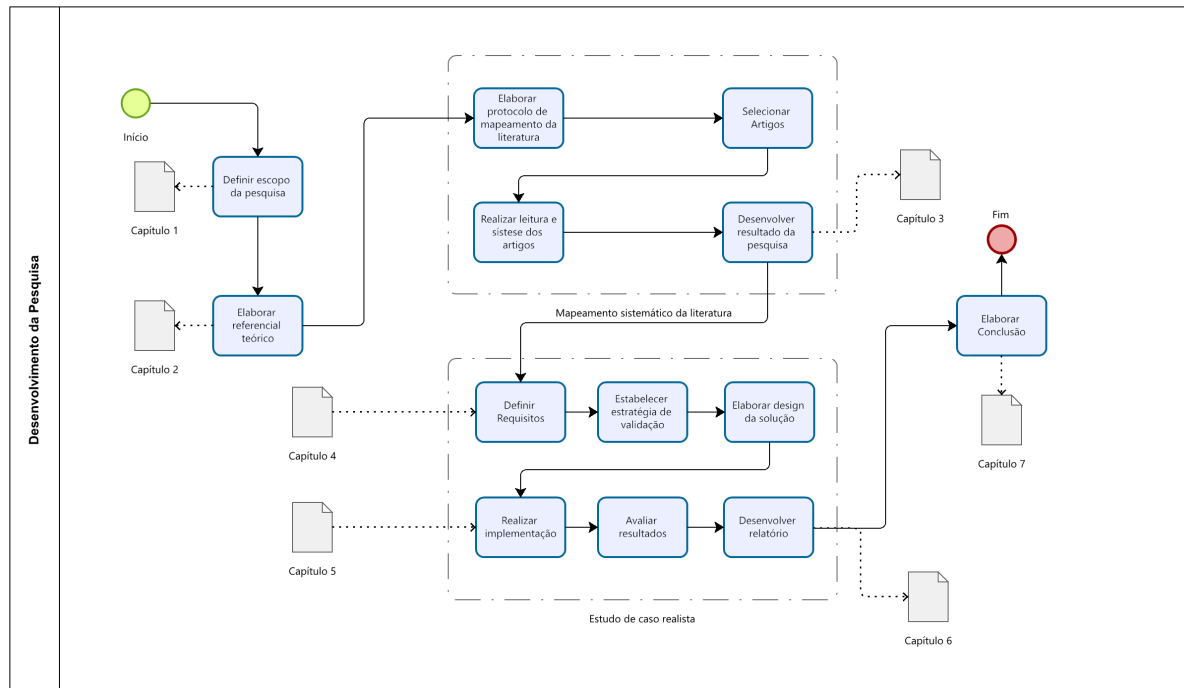 Desenvolvimento da Pesquisa
Início
Definir escopo
da pesquisa
Capítulo 1
Elaborar
referencial
teórico
Capítulo 2
Elaborar
protocolo de
mapeamento da
literatura
Selecionar
Artigos
Realizar leitura e
sístese dos
artigos
Desenvolver
resultado da
pesquisa
Capítulo 3
Mapeamento sistemático da literatura
Definir
Requisitos
Estabelecer
estratégia de
validação
Elaborar design
da solução
Capítulo 4
Realizar
implementação
Avaliar
resultados
Desenvolver
relatório
Capítulo 5
Estudo de caso realista
Capítulo 6
Fim
Elaborar
Conclusão
Capítulo 7